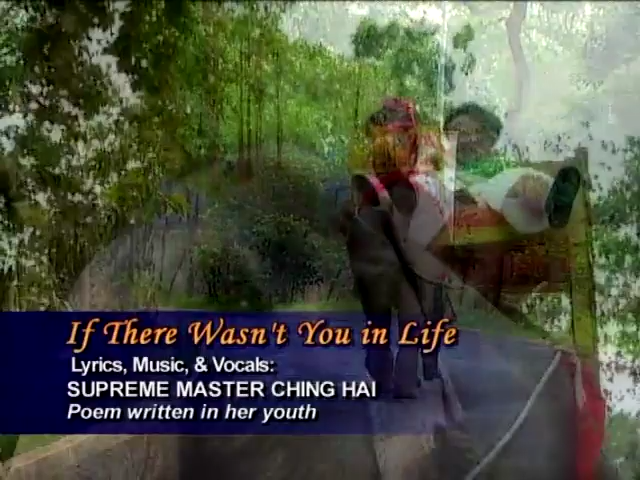 If There Wasn't You in Life
Lyrics, Music, & Vocals:
SUPREME MASTER CHING HAI
Poem written in her youth